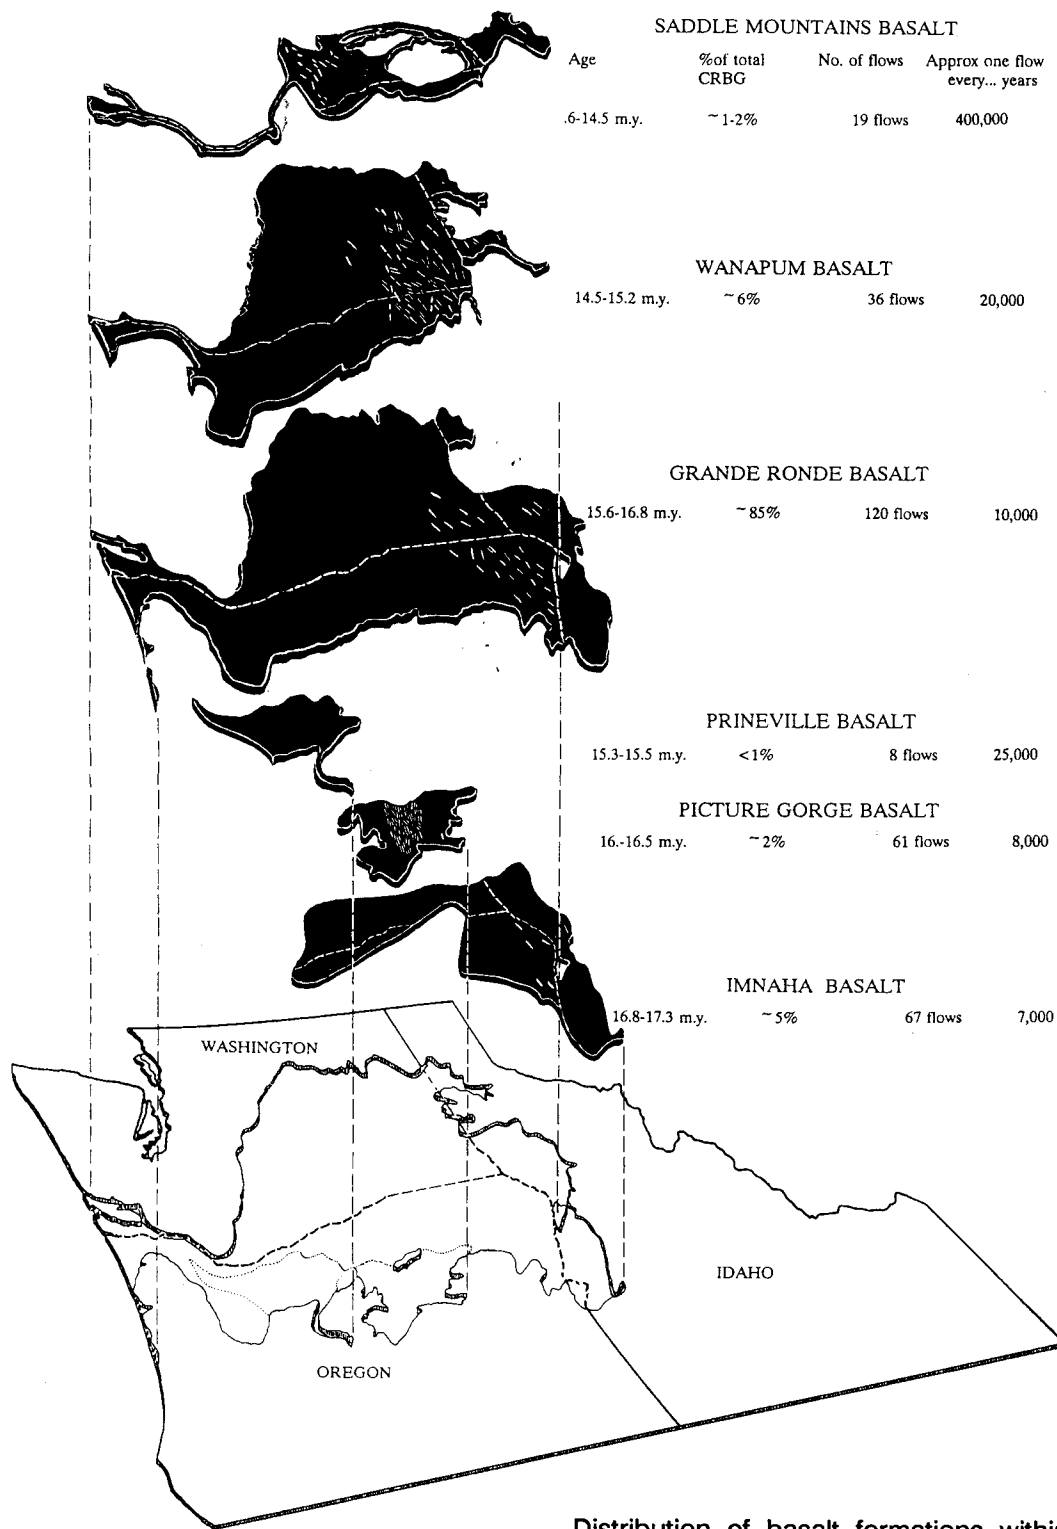 SADDLE MOUNTAINS BASALT
Age %of total CRBG No. of flows Approx one flow every... years
.6-14.5 m.y. ~1-2% 19 flows 400,000
WANAPUM BASALT
14.5-15.2 m.y. ~6% 36 flows 20,000
GRANDE RONDE BASALT
15.6-16.8 m.y. ~85% 120 flows 10,000
PRINEVILLE BASALT
15.3-15.5 m.y. <1% 8 flows 25,000
PICTURE GORGE BASALT
16.-16.5 m.y. ~2% 61 flows 8,000
IMNAHA BASALT
16.8-17.3 m.y. ~5% 67 flows 7,000
WASHINGTON
IDAHO
OREGON
Distribution of basalt formations within